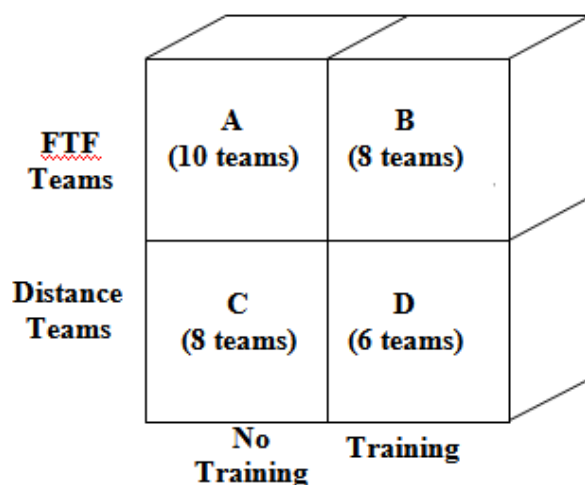 A
(10 teams)
B
(8 teams)
FTF
Teams
C
(8 teams)
D
(6 teams)
Distance
Teams
No
Training
Training